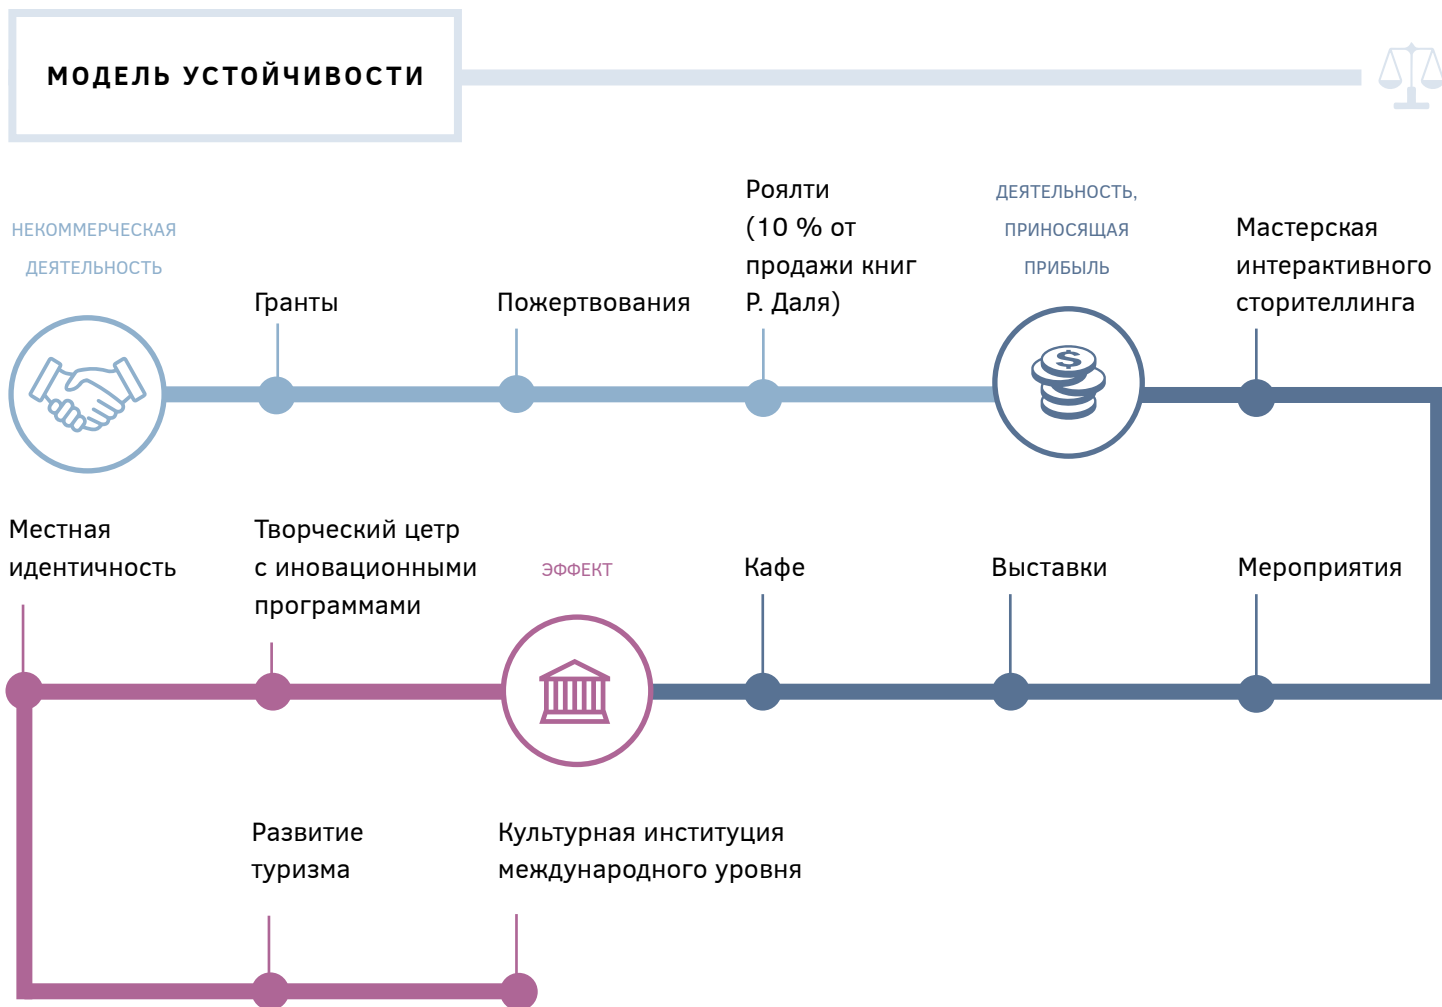 МОДЕЛЬ УСТОЙЧИВОСТИ
НЕКОММЕРЧЕСКАЯ
ДЕЯТЕЛЬНОСТЬ
Гранты
Пожертвования
Роялти
(10 % от
продажи книг
Р. Даля)
ДЕЯТЕЛЬНОСТЬ,
ПРИНОСЯЩАЯ
ПРИБЫЛЬ
Мастерская
интерактивного
сторителлинга
$
Местная
идентичность
Творческий цетр
с иновационными
программами
ЭФФЕКТ
Кафе
Выставки
Мероприятия
Развитие
туризма
Культурная институция
международного уровня